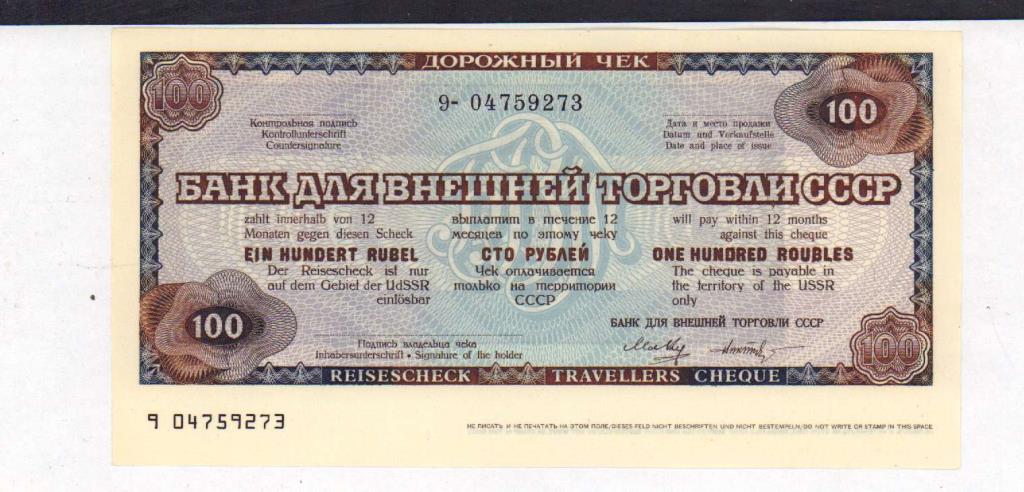 ДОРОЖНЫЙ ЧЕК
9- 04759273
100
100
Контрольная подпись
Kontrollunterschrift
Countersignature
Дата и место продажи
Datum und Verkaufstelle
Date and place of issue
БАНК ДЛЯ ВНЕШНЕЙ ТОРГОВЛИ СССР
zahlt innerhalb von 12
Monaten gegen diesen Scheck
EIN HUNDERT RUBEL
Der Reisescheck ist nur
auf dem Gebiet der UdSSR
einlösbar
выплатит в течение 12
месяцев по этому чеку
СТО РУБЛЕЙ
Чек оплачивается
только на территории
СССР
will pay within 12 months
against this cheque
ONE HUNDRED ROUBLES
The cheque is payable in
the territory of the USSR
only
БАНК ДЛЯ ВНЕШНЕЙ ТОРГОВЛИ СССР
100
100
Подпись владельца чека
Inhaberunterschrift • Signature of the holder
REISESCHECK TRAVELLERS CHEQUE
9 04759273
НЕ ПИСАТЬ И НЕ ПЕЧАТАТЬ НА ЭТОМ ПОЛЕ/DIESES FELD NICHT BESCHRIFTEN UND NICHT BESTEMPELN/DO NOT WRITE OR STAMP IN THIS SPACE